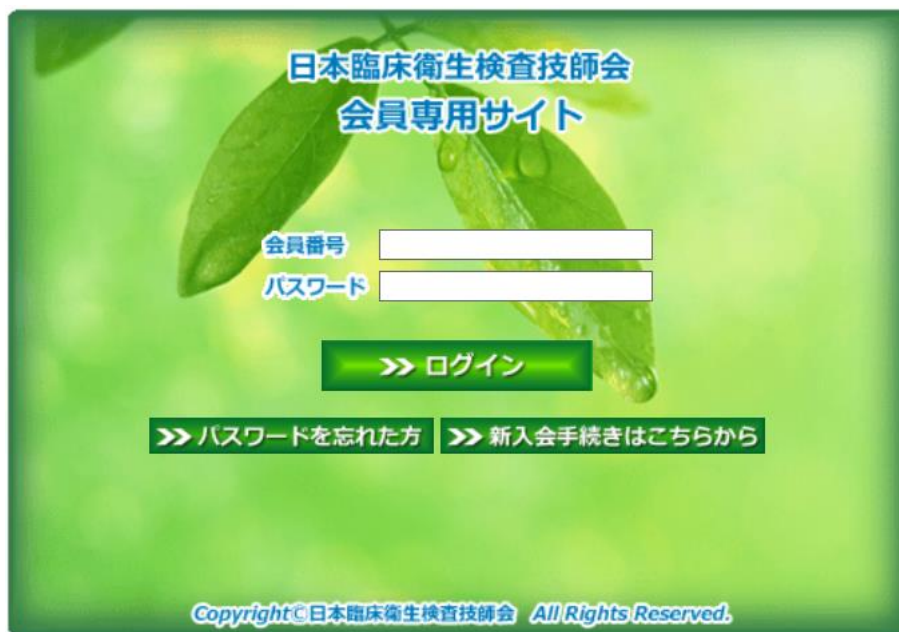 日本臨床衛生検査技師会
会員専用サイト
会員番号
パスワード
>> ログイン
>> パスワードを忘れた方 >> 新入会手続きはこちらから
Copyright©日本臨床衛生検査技師会 All Rights Reserved.